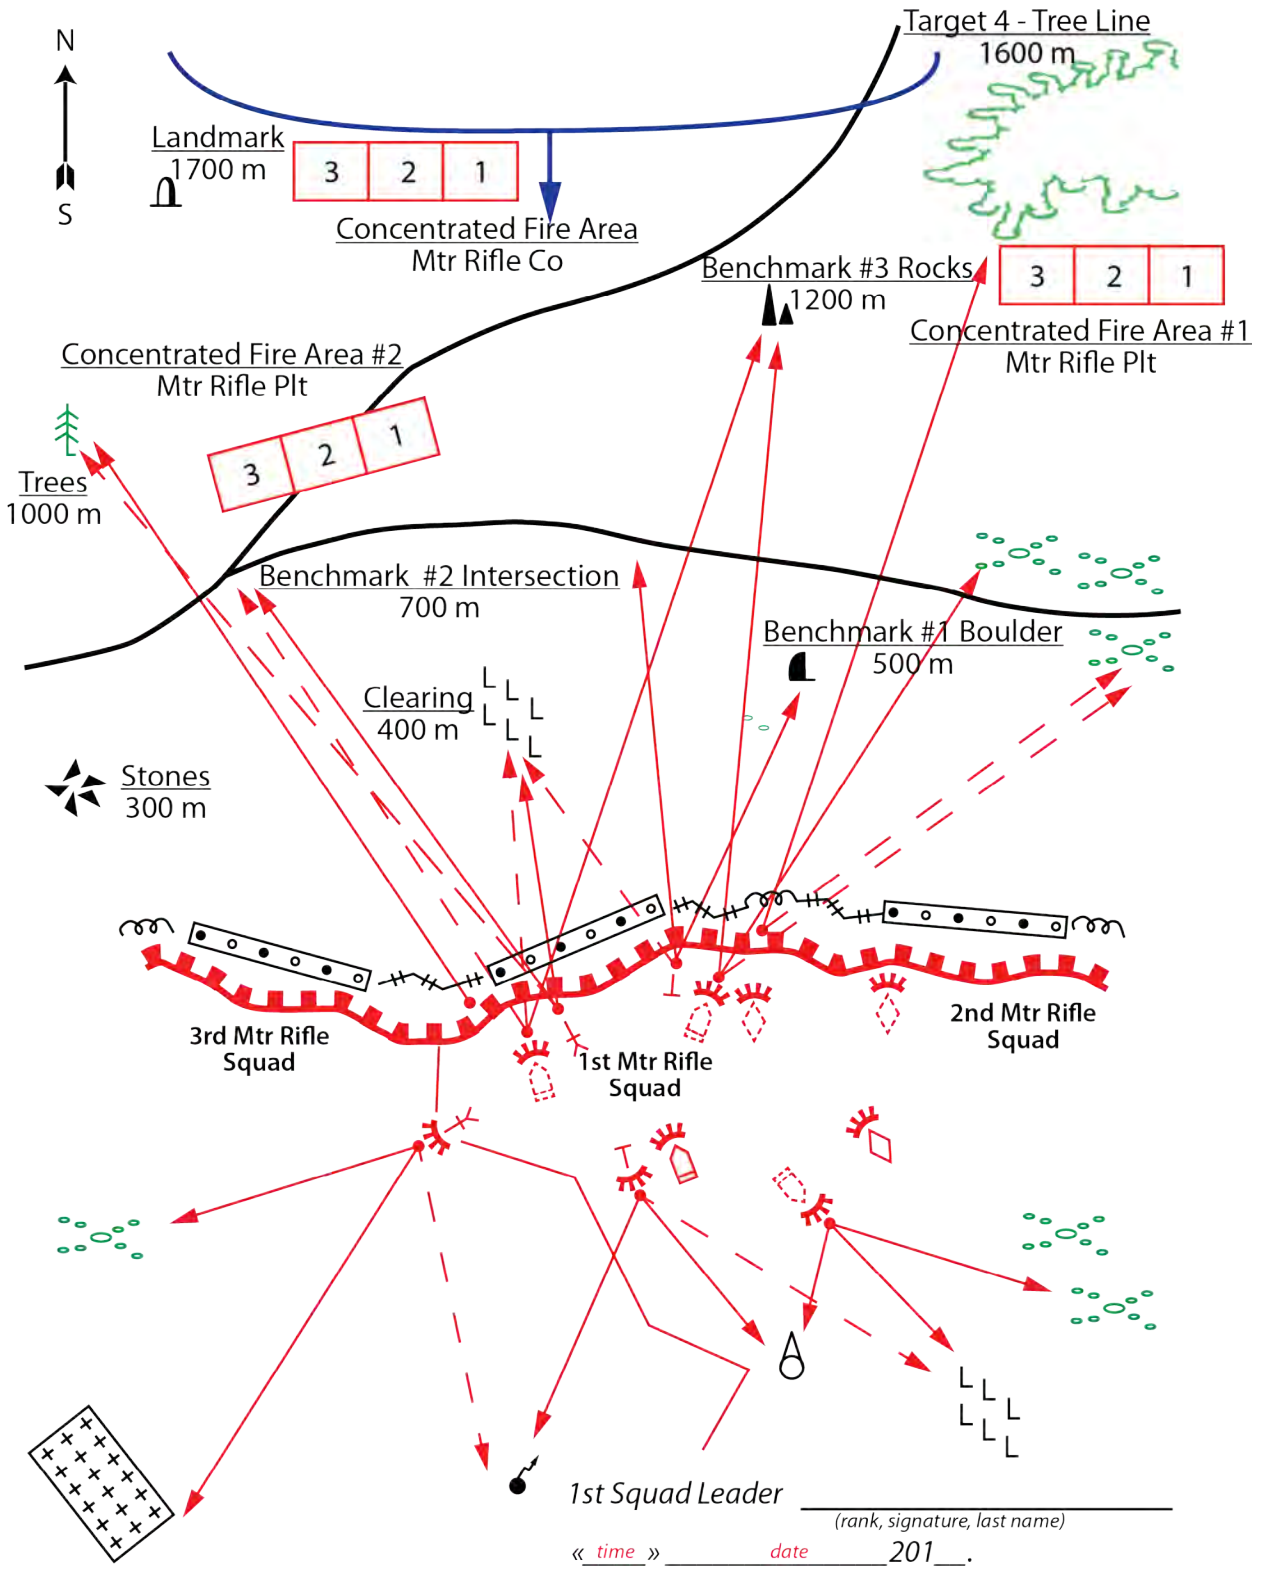 N
S
Target 4 - Tree Line
1600 m
Landmark
1700 m
3 2 1
Concentrated Fire Area
Mtr Rifle Co
Benchmark #3 Rocks
1200 m
3 2 1
Concentrated Fire Area #1
Mtr Rifle Plt
Concentrated Fire Area #2
Mtr Rifle Plt
3 2 1
Trees
1000 m
Benchmark #2 Intersection
700 m
Benchmark #1 Boulder
500 m
Clearing
400 m
Stones
300 m
3rd Mtr Rifle
Squad
1st Mtr Rifle
Squad
2nd Mtr Rifle
Squad
1st Squad Leader ____________________
(rank, signature, last name)
«_time_» ________date________201__.